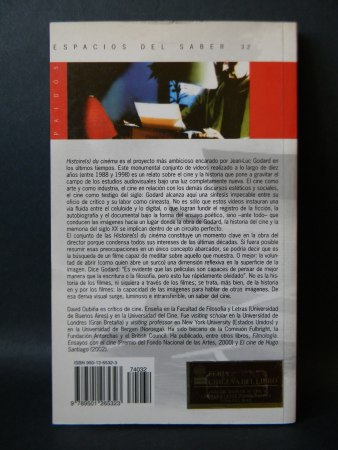 ESPACIOS DEL SABER 32
PAIDÓS
Histoire(s) du cinéma es el proyecto más ambicioso encarado por Jean-Luc Godard en
los últimos tiempos. Este monumental conjunto de videos realizado a lo largo de diez
años (entre 1988 y 1998) es un relato sobre el cine y la historia que pone a gravitar el
campo de los estudios audiovisuales bajo una luz completamente nueva. El cine como
arte y como industria, el cine en relación con los demás discursos estéticos y sociales,
el cine como testigo del siglo: Godard alcanza aquí una síntesis impecable entre su
oficio de crítico y su labor como cineasta. No es sólo que estos videos instauran una
vía fluida entre el celuloide y lo digital, o que logran fundir el registro de la ficción, la
autobiografía y el documental bajo la forma del ensayo poético, sino –ante todo– que
conducen las imágenes hacia un lugar donde la obra de Godard, la historia del cine y la
memoria del siglo XX se implican dentro de un circuito perfecto.
El conjunto de las Histoire(s) du cinéma constituye un momento clave en la obra del
director porque condensa todos sus intereses de las últimas décadas. Si fuera posible
resumir esas preocupaciones en un único concepto abarcador, se podría decir que es
la búsqueda de un filme capaz de meditar sobre aquello que muestra. O mejor: la volun-
tad de abrir (como quien abre un surco) una dimensión reflexiva en la superficie de la
imagen. Dice Godard: "Es evidente que las películas son capaces de pensar de mejor
manera que la escritura o la filosofía, pero esto fue rápidamente olvidado". No es la his-
toria de los filmes, ni siquiera a través de los filmes, se trata, más bien, de la historia
en y por los filmes: la capacidad de las imágenes para hablar de otras imágenes. De
esa deriva visual surge, luminoso e intransferible, un saber del cine.
David Oubiña es crítico de cine. Enseña en la Facultad de Filosofía y Letras (Universidad
de Buenos Aires) y en la Universidad del Cine. Fue visiting scholar en la Universidad de
Londres (Gran Bretaña) y visiting professor en New York University (Estados Unidos) y
en la Universidad de Bergen (Noruega). Ha sido becario de la Comisión Fulbright, la
Fundación Antorchas y el British Council. Ha publicado, entre otros libros, Filmología.
Ensayos con el cine (Premio del Fondo Nacional de las Artes, 2000) y El cine de Hugo
Santiago (2002).
ISBN 950-12-6532-3
74032
9 789501 265323
DEL LIBRO